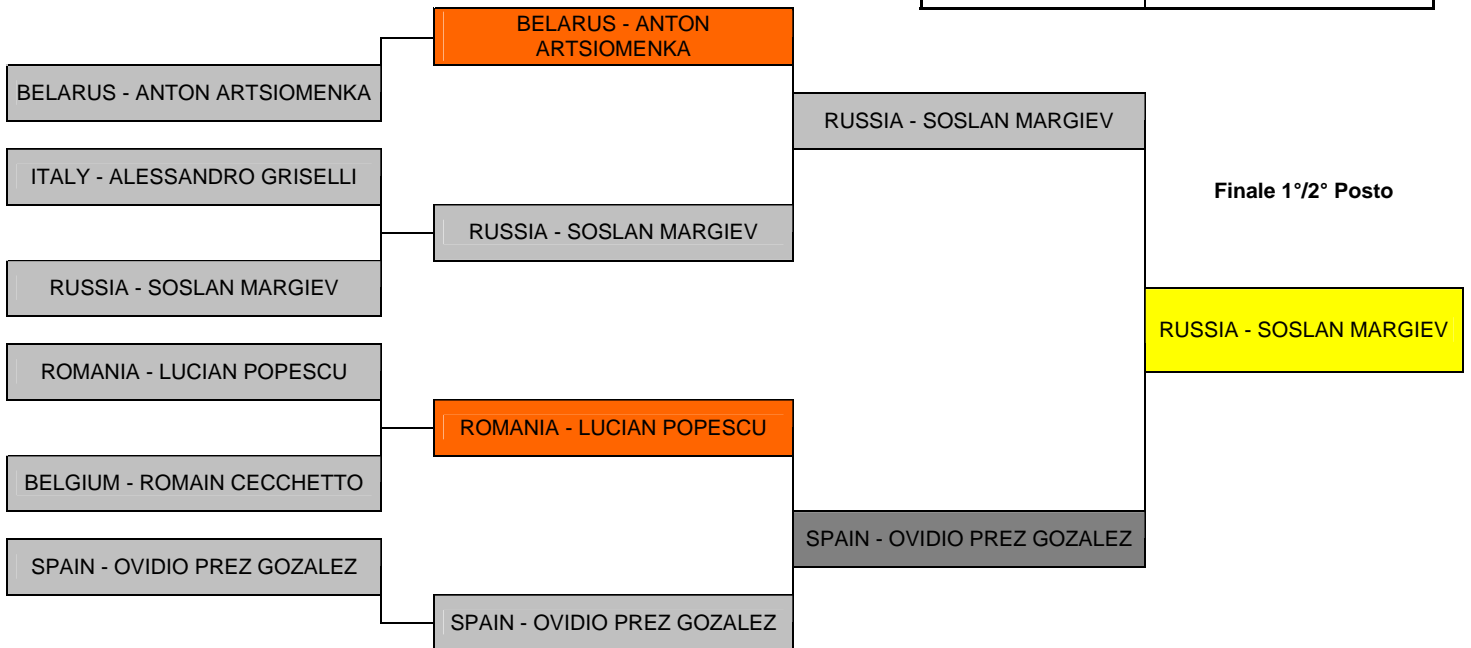 BELARUS - ANTON
ARTSIOMENKA
BELARUS - ANTON ARTSIOMENKA
RUSSIA - SOSLAN MARGIEV
ITALY - ALESSANDRO GRISELLI
Finale 1°/2° Posto
RUSSIA - SOSLAN MARGIEV
RUSSIA - SOSLAN MARGIEV
RUSSIA - SOSLAN MARGIEV
ROMANIA - LUCIAN POPESCU
ROMANIA - LUCIAN POPESCU
BELGIUM - ROMAIN CECCHETTO
SPAIN - OVIDIO PREZ GOZALEZ
SPAIN - OVIDIO PREZ GOZALEZ
SPAIN - OVIDIO PREZ GOZALEZ